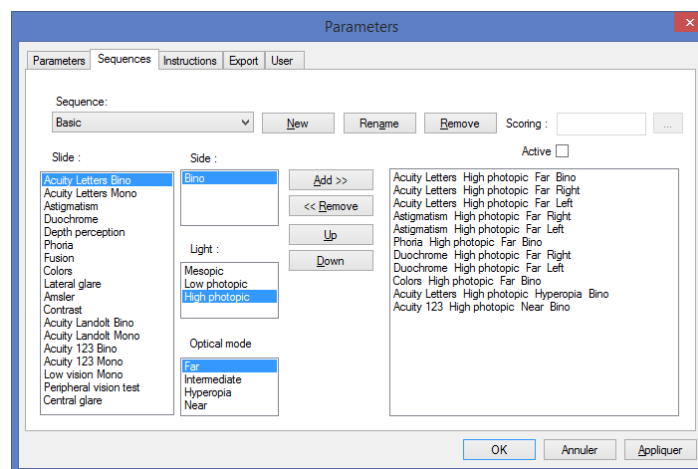 Parameters
Parameters Sequences Instructions Export User
Sequence:
Basic New Rename Remove Scoring : ...
Active
Slide :
Acuity Letters Bino
Acuity Letters Mono
Astigmatism
Duochrome
Depth perception
Phoria
Fusion
Colors
Lateral glare
Amsler
Contrast
Acuity Landolt Bino
Acuity Landolt Mono
Acuity 123 Bino
Acuity 123 Mono
Low vision Mono
Peripheral vision test
Central glare
Side :
Bino
Light :
Mesopic
Low photopic
High photopic
Optical mode
Far
Intermediate
Hyperopia
Near
Add >>
<< Remove
Up
Down
Acuity Letters High photopic Far Bino
Acuity Letters High photopic Far Right
Acuity Letters High photopic Far Left
Astigmatism High photopic Far Right
Astigmatism High photopic Far Left
Phoria High photopic Far Bino
Duochrome High photopic Far Right
Duochrome High photopic Far Left
Colors High photopic Far Bino
Acuity Letters High photopic Hyperopia Bino
Acuity 123 High photopic Near Bino
OK Annuler Appliquer